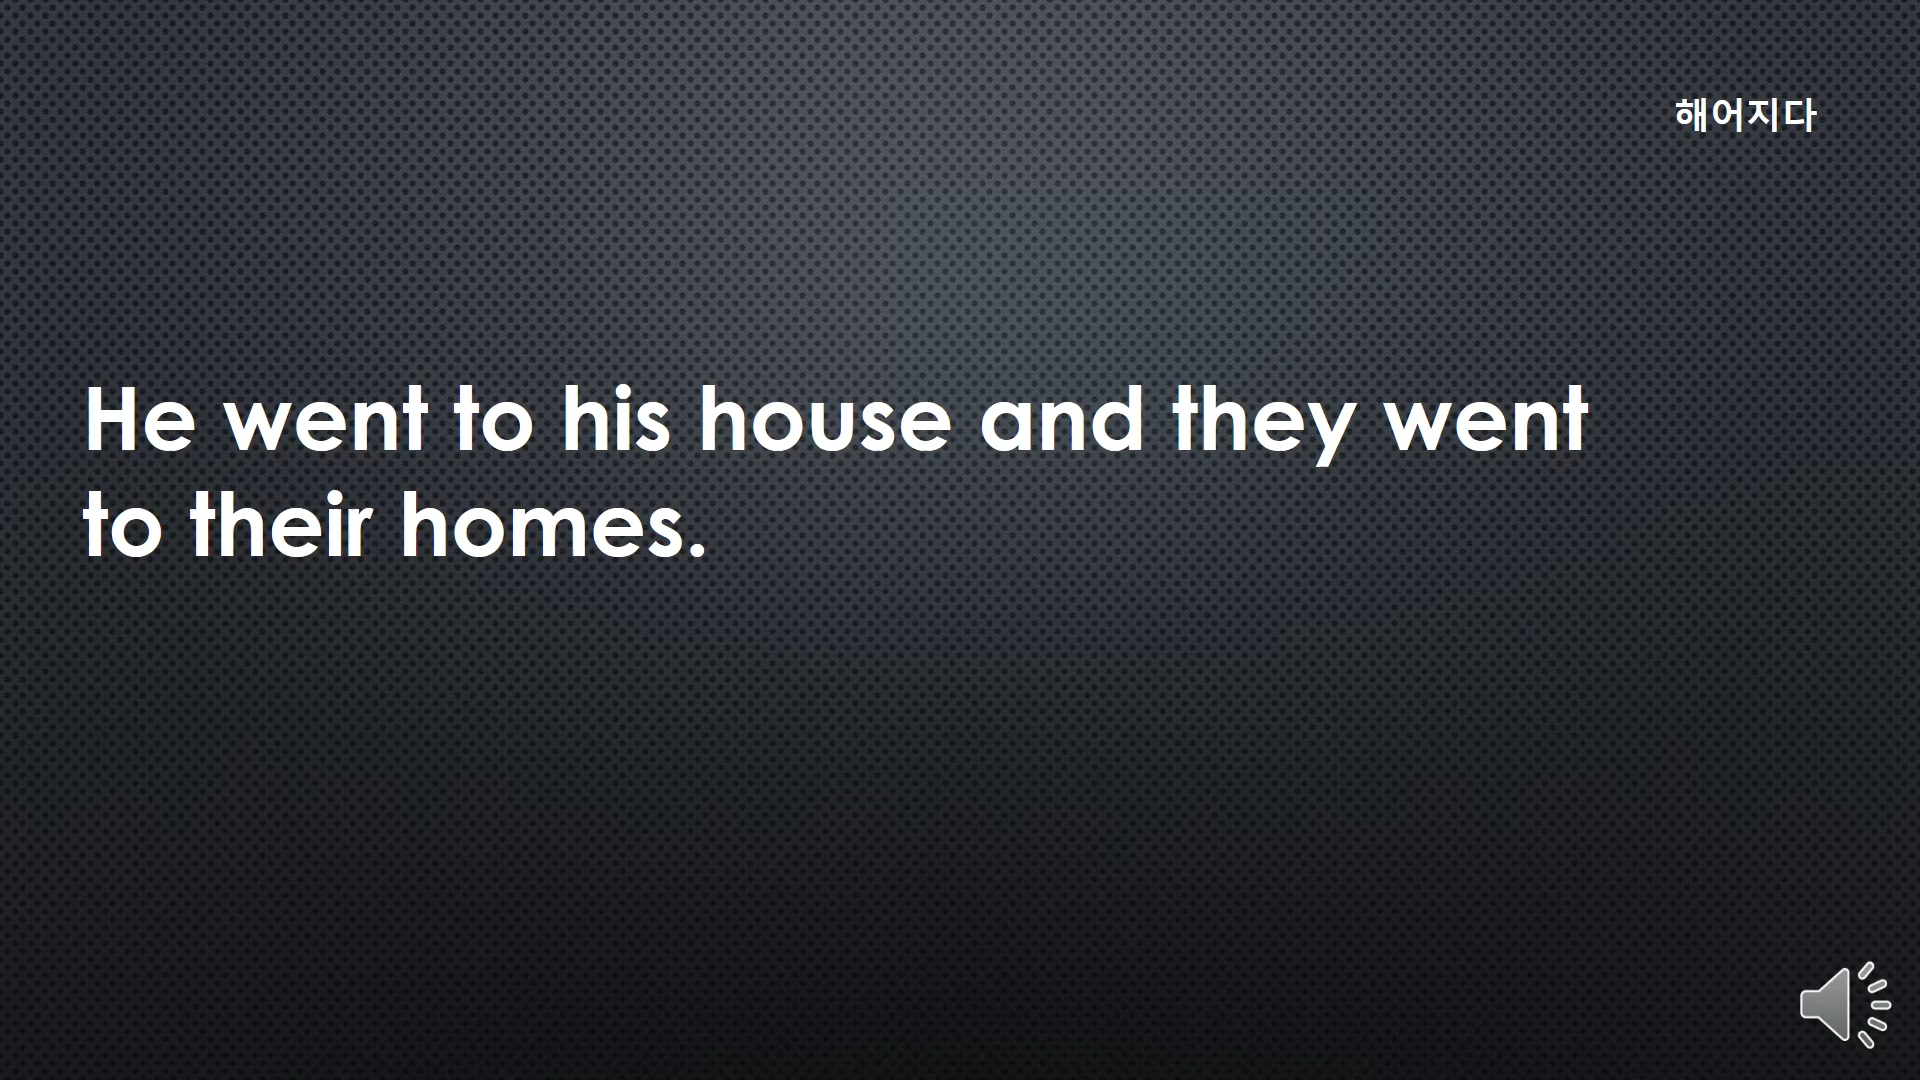 해어지다
He went to his house and they went
to their homes.